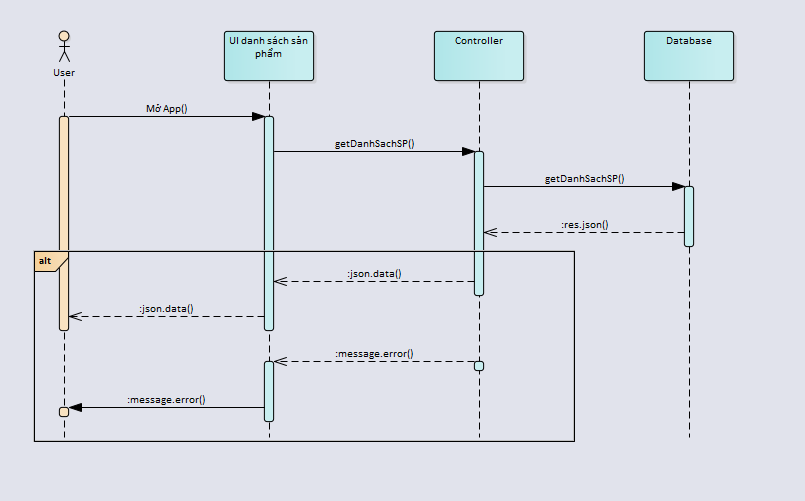 User
UI danh sách sản
phẩm
Controller
Database
Mở App()
getDanhSachSP()
getDanhSachSP()
:res.json()
alt
:json.data()
:json.data()
:message.error()
:message.error()